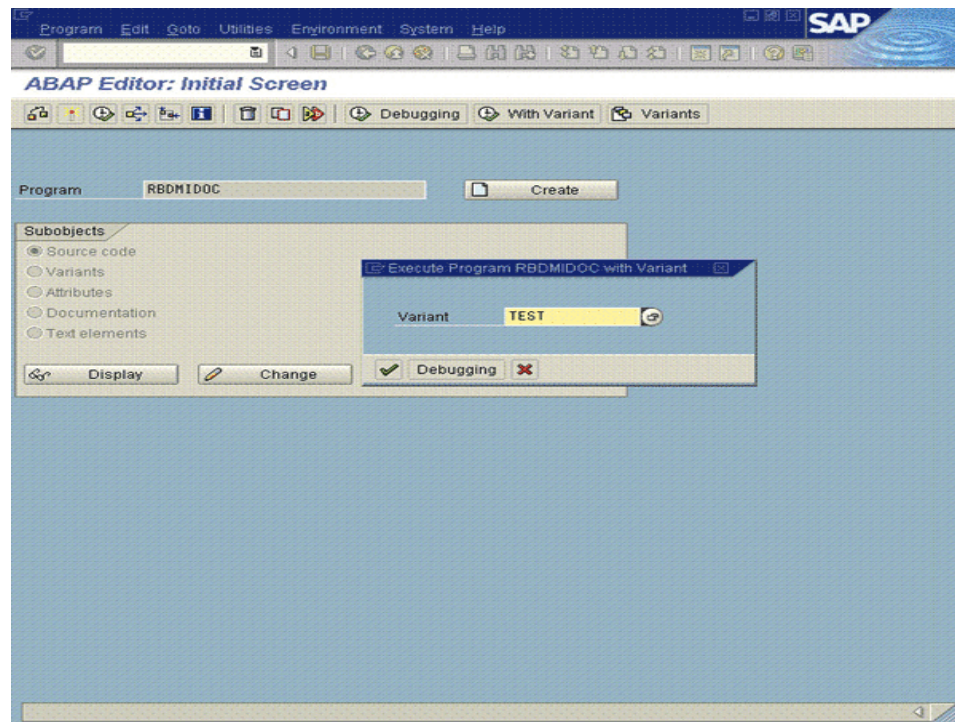 Program Edit Goto Utilities Environment System Help
SAP
ABAP Editor: Initial Screen
Debugging With Variant Variants
Program RBDMIDOC Create
Subobjects
Source code
Variants
Attributes
Documentation
Text elements
Display Change
Execute Program RBDMIDOC with Variant
Variant TEST
Debugging